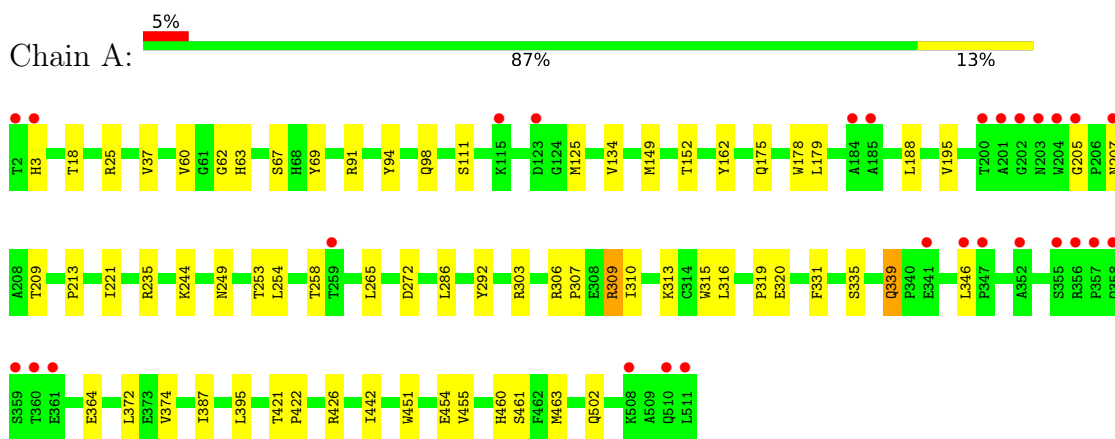 5%
Chain A:
87%
13%
T2 H3 T18 R25 V37 V60 G61 G62 H63 S67 H68 Y69 R91 Y94 Q98 S111 K115 D123 G124 M125 V134 M149 T152 Y162 Q175 W178 L179 A184 A185 L188 V195 T200 A201 G202 N203 W204 G205 P206 N207
A208 T209 P213 I221 R235 K244 N249 T253 L254 T258 T259 L265 D272 L286 Y292 R303 R306 P307 E308 R309 I310 K313 C314 W315 L316 P319 E320 F331 S335 Q339 P340 E341 L346 P347 A352 S355 R356 P357
S359 T360 E361 E364 L372 E373 V374 I387 L395 T421 P422 R426 I442 W451 E454 V455 H460 S461 F462 M463 Q502 K508 A509 Q510 L511